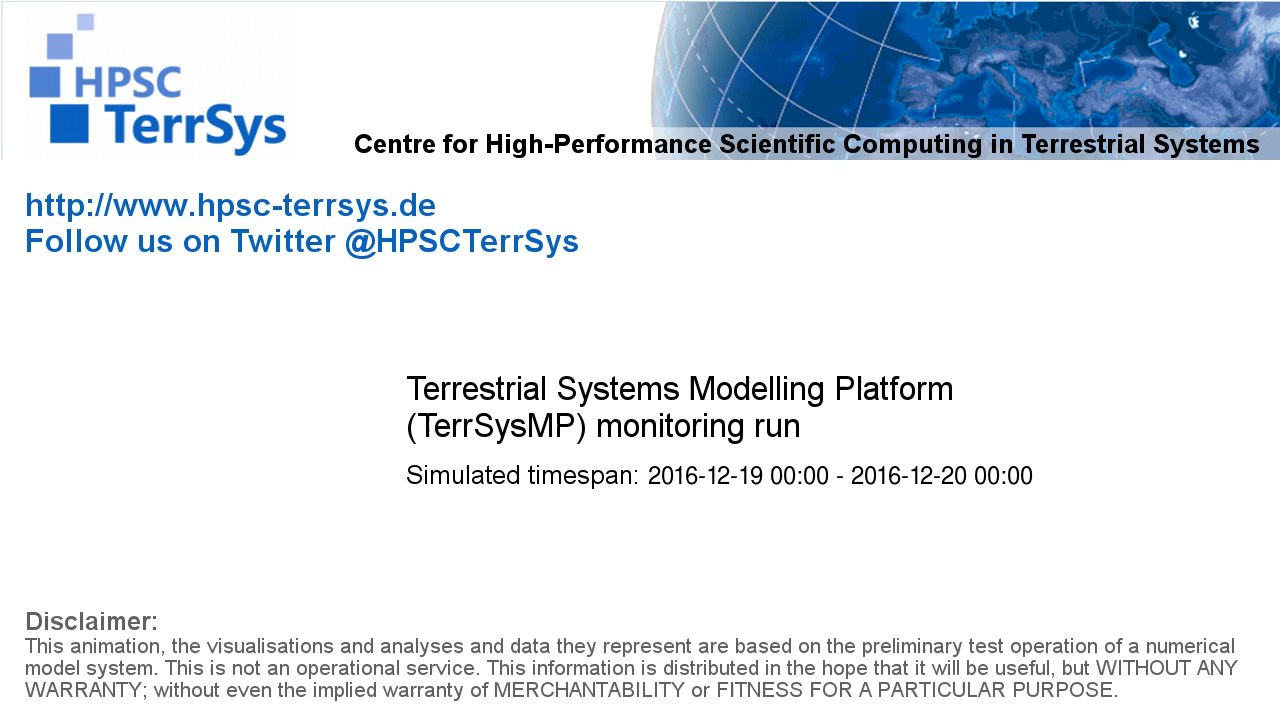 HPSC
TerrSys
Centre for High-Performance Scientific Computing in Terrestrial Systems
http://www.hpsc-terrsys.de
Follow us on Twitter @HPSCTerrSys
Terrestrial Systems Modelling Platform
(TerrSysMP) monitoring run
Simulated timespan: 2016-12-19 00:00 - 2016-12-20 00:00
Disclaimer:
This animation, the visualisations and analyses and data they represent are based on the preliminary test operation of a numerical
model system. This is not an operational service. This information is distributed in the hope that it will be useful, but WITHOUT ANY
WARRANTY; without even the implied warranty of MERCHANTABILITY or FITNESS FOR A PARTICULAR PURPOSE.